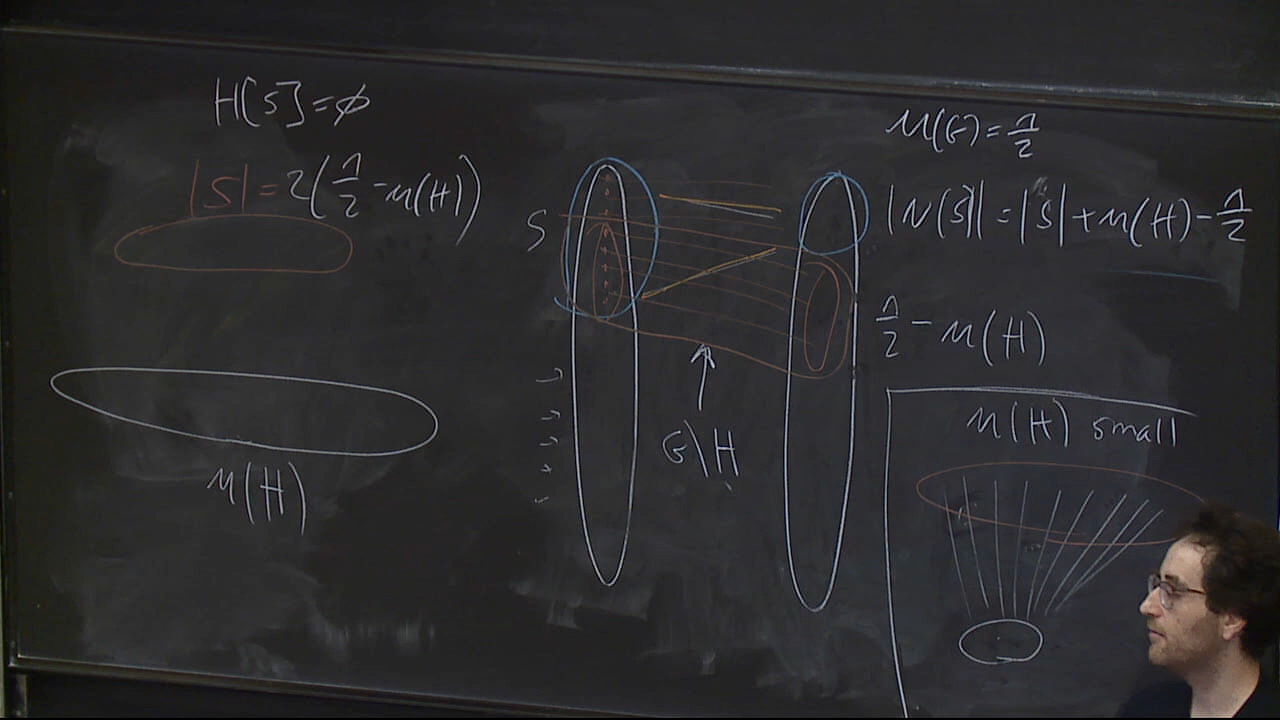 H[S]=∅
|S|=2(n/2-μ(H))
μ(H)
S
G\H
μ(G)=n/2
|N(S)|=|S|+μ(H)-n/2
n/2-μ(H)
μ(H) small